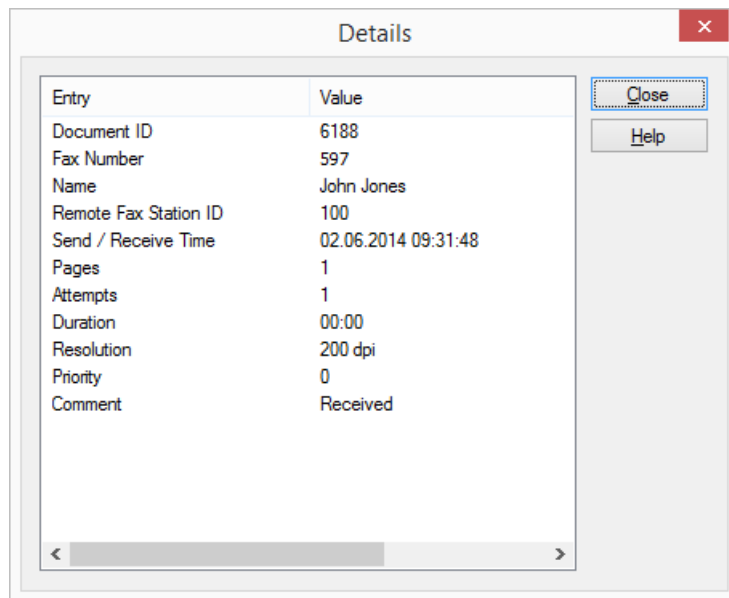 Details
Entry Value
Close
Document ID 6188
Fax Number 597
Help
Name John Jones
Remote Fax Station ID 100
Send / Receive Time 02.06.2014 09:31:48
Pages 1
Attempts 1
Duration 00:00
Resolution 200 dpi
Priority 0
Comment Received